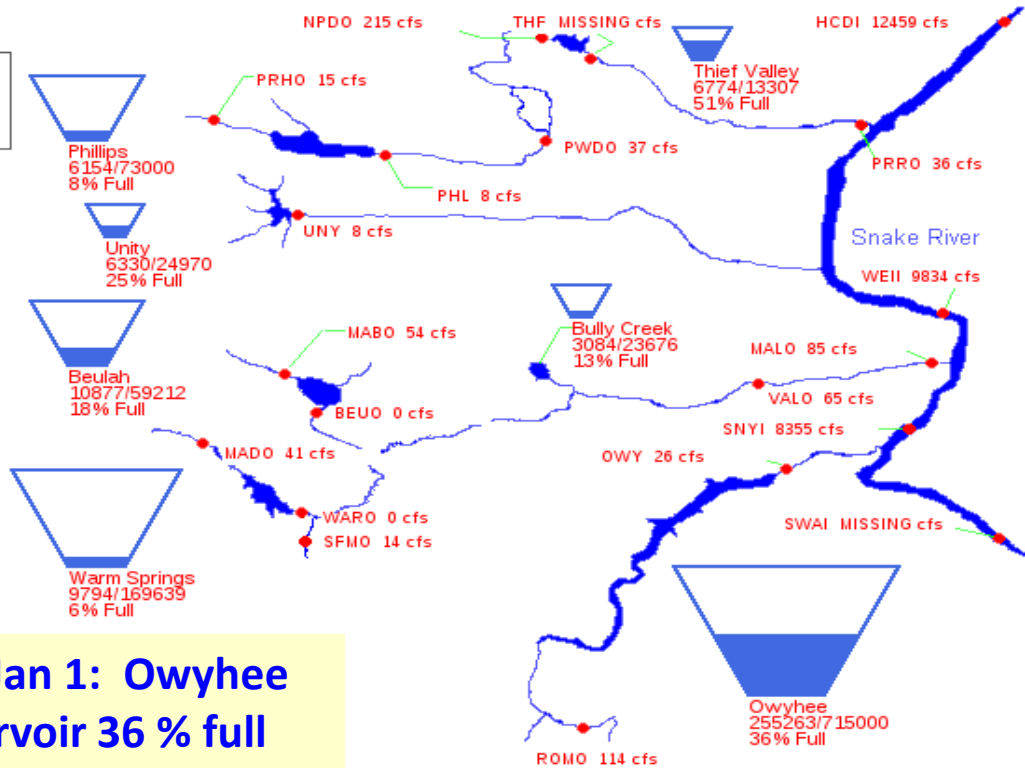 NPDO 215 cfs
THF MISSING cfs
HCDI 12459 cfs
PRHO 15 cfs
Thief Valley
6774/13307
51% Full
Phillips
6154/73000
8% Full
PWDO 37 cfs
PRRO 36 cfs
PHL 8 cfs
UNY 8 cfs
Unity
6330/24970
25% Full
Snake River
WEII 9834 cfs
Bully Creek
3084/23676
13% Full
MABO 54 cfs
MALO 85 cfs
Beulah
10877/59212
18% Full
BEUO 0 cfs
VALO 65 cfs
SNYI 8355 cfs
MADO 41 cfs
OWY 26 cfs
WARO 0 cfs
SWAI MISSING cfs
SFMO 14 cfs
Warm Springs
9794/169639
6% Full
Jan 1: Owyhee
rvoir 36 % full
Owyhee
255263/715000
36% Full
ROMO 114 cfs